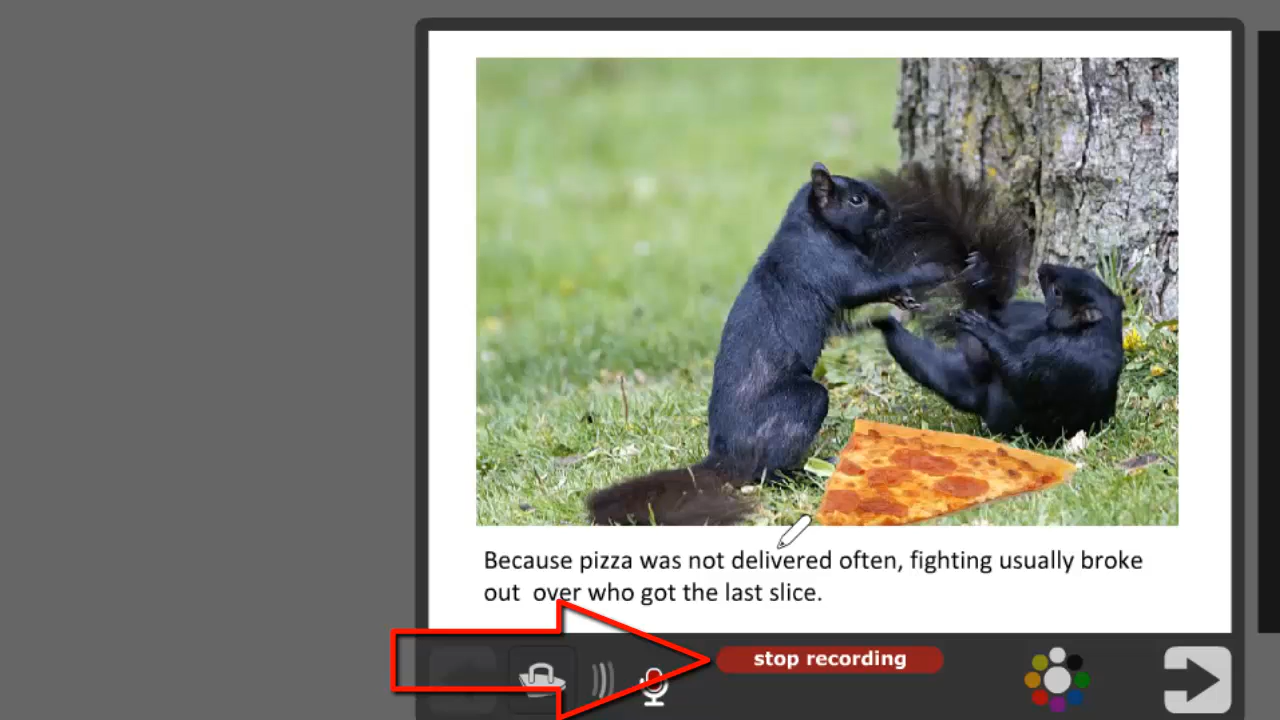 Because pizza was not delivered often, fighting usually broke
out  over who got the last slice.
stop recording